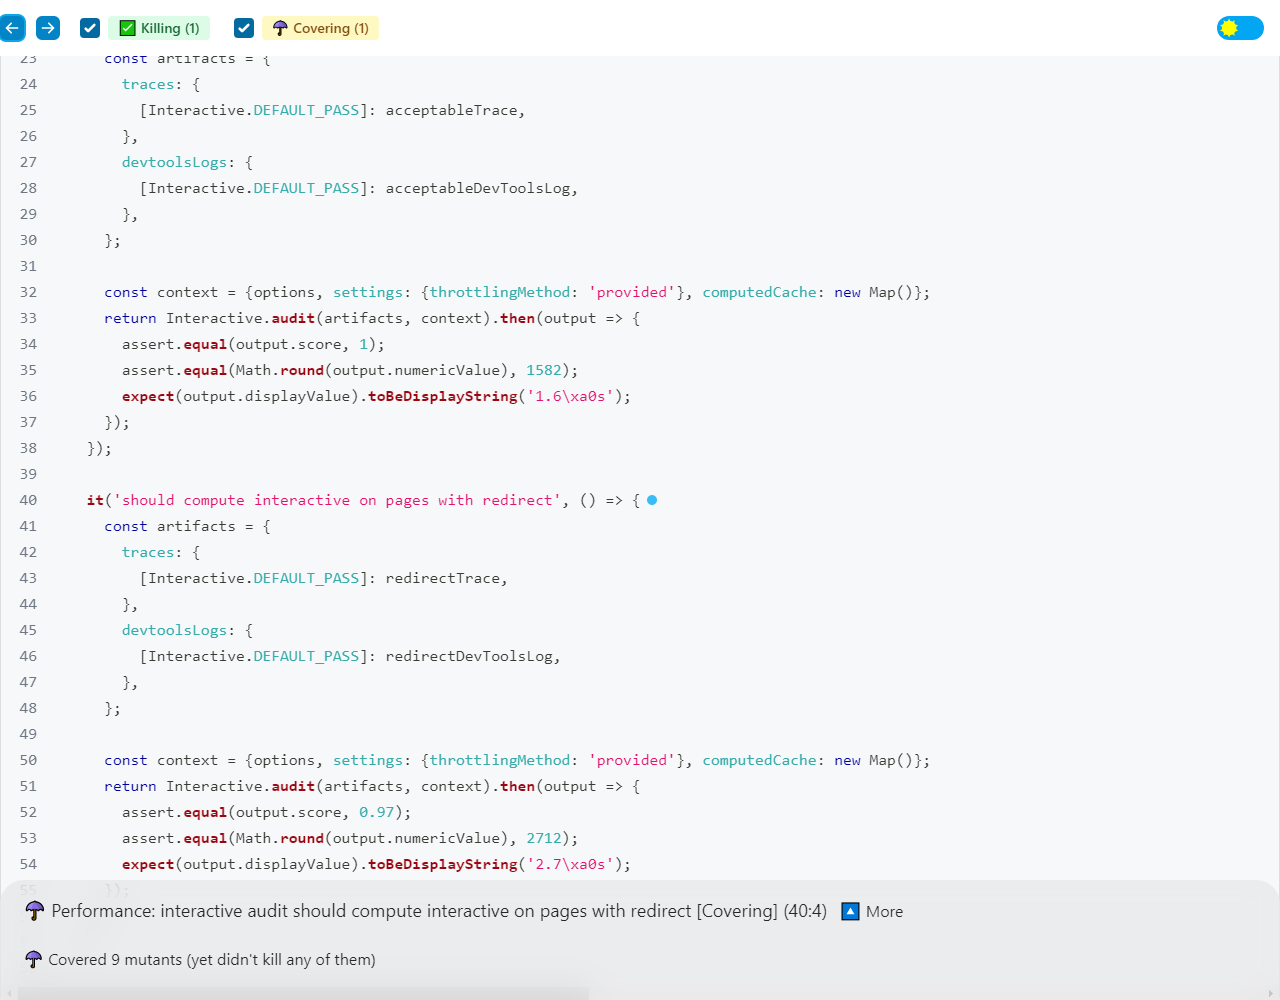 Killing (1) Covering (1)
23 const artifacts = {
24 traces: {
25 [Interactive.DEFAULT_PASS]: acceptableTrace,
26 },
27 devtoolsLogs: {
28 [Interactive.DEFAULT_PASS]: acceptableDevToolsLog,
29 },
30 };
31
32 const context = {options, settings: {throttlingMethod: 'provided'}, computedCache: new Map()};
33 return Interactive.audit(artifacts, context).then(output => {
34 assert.equal(output.score, 1);
35 assert.equal(Math.round(output.numericValue), 1582);
36 expect(output.displayValue).toBeDisplayString('1.6\xa0s');
37 });
38 });
39
40 it('should compute interactive on pages with redirect', () => {
41 const artifacts = {
42 traces: {
43 [Interactive.DEFAULT_PASS]: redirectTrace,
44 },
45 devtoolsLogs: {
46 [Interactive.DEFAULT_PASS]: redirectDevToolsLog,
47 },
48 };
49
50 const context = {options, settings: {throttlingMethod: 'provided'}, computedCache: new Map()};
51 return Interactive.audit(artifacts, context).then(output => {
52 assert.equal(output.score, 0.97);
53 assert.equal(Math.round(output.numericValue), 2712);
54 expect(output.displayValue).toBeDisplayString('2.7\xa0s');
55 });
Performance: interactive audit should compute interactive on pages with redirect [Covering] (40:4) More
Covered 9 mutants (yet didn't kill any of them)